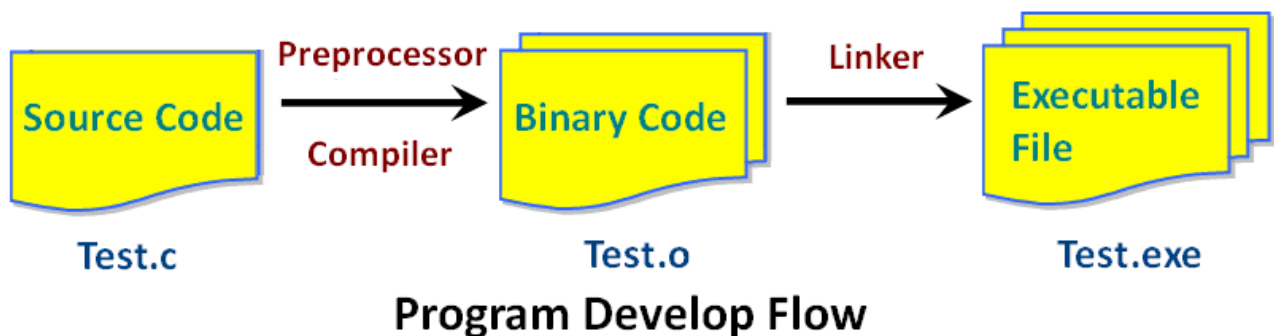 Source Code
Preprocessor
Compiler
Binary Code
Linker
Executable
File
Test.c
Test.o
Test.exe
Program Develop Flow